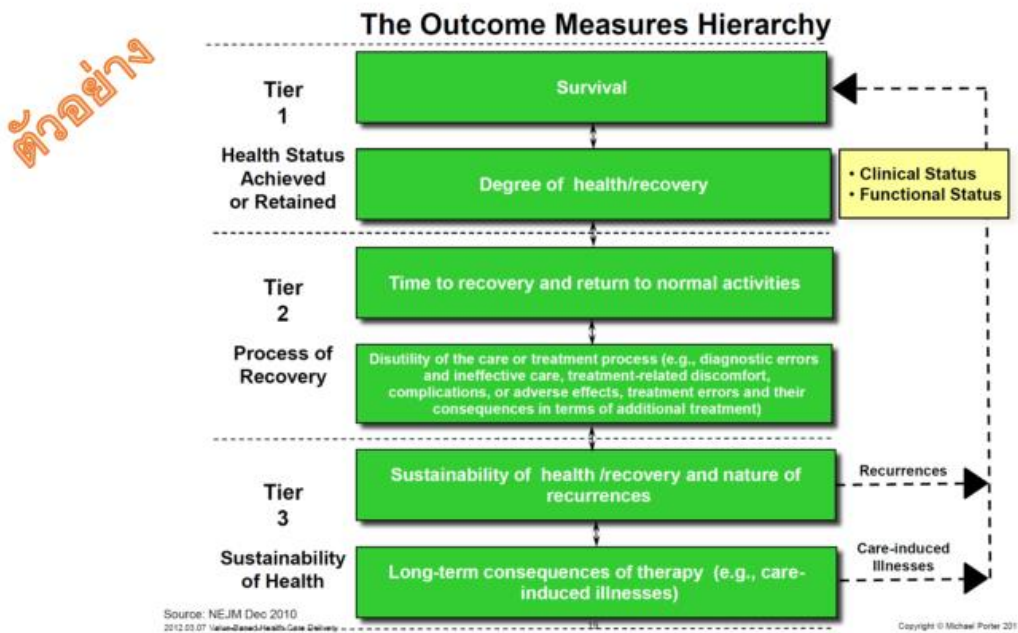 The Outcome Measures Hierarchy
ตัวอย่าง
Tier
1
Health Status
Achieved
or Retained
Survival
Degree of health/recovery
• Clinical Status
• Functional Status
Tier
2
Process of
Recovery
Time to recovery and return to normal activities
Disutility of the care or treatment process (e.g., diagnostic errors
and ineffective care, treatment-related discomfort,
complications, or adverse effects, treatment errors and their
consequences in terms of additional treatment)
Tier
3
Sustainability
of Health
Sustainability of health /recovery and nature of
recurrences
Recurrences
Long-term consequences of therapy (e.g., care-
induced illnesses)
Care-induced
Illnesses
Source: NEJM Dec 2010
2012.03.07 Value-Based Health Care Delivery
Copyright © Michael Porter 201